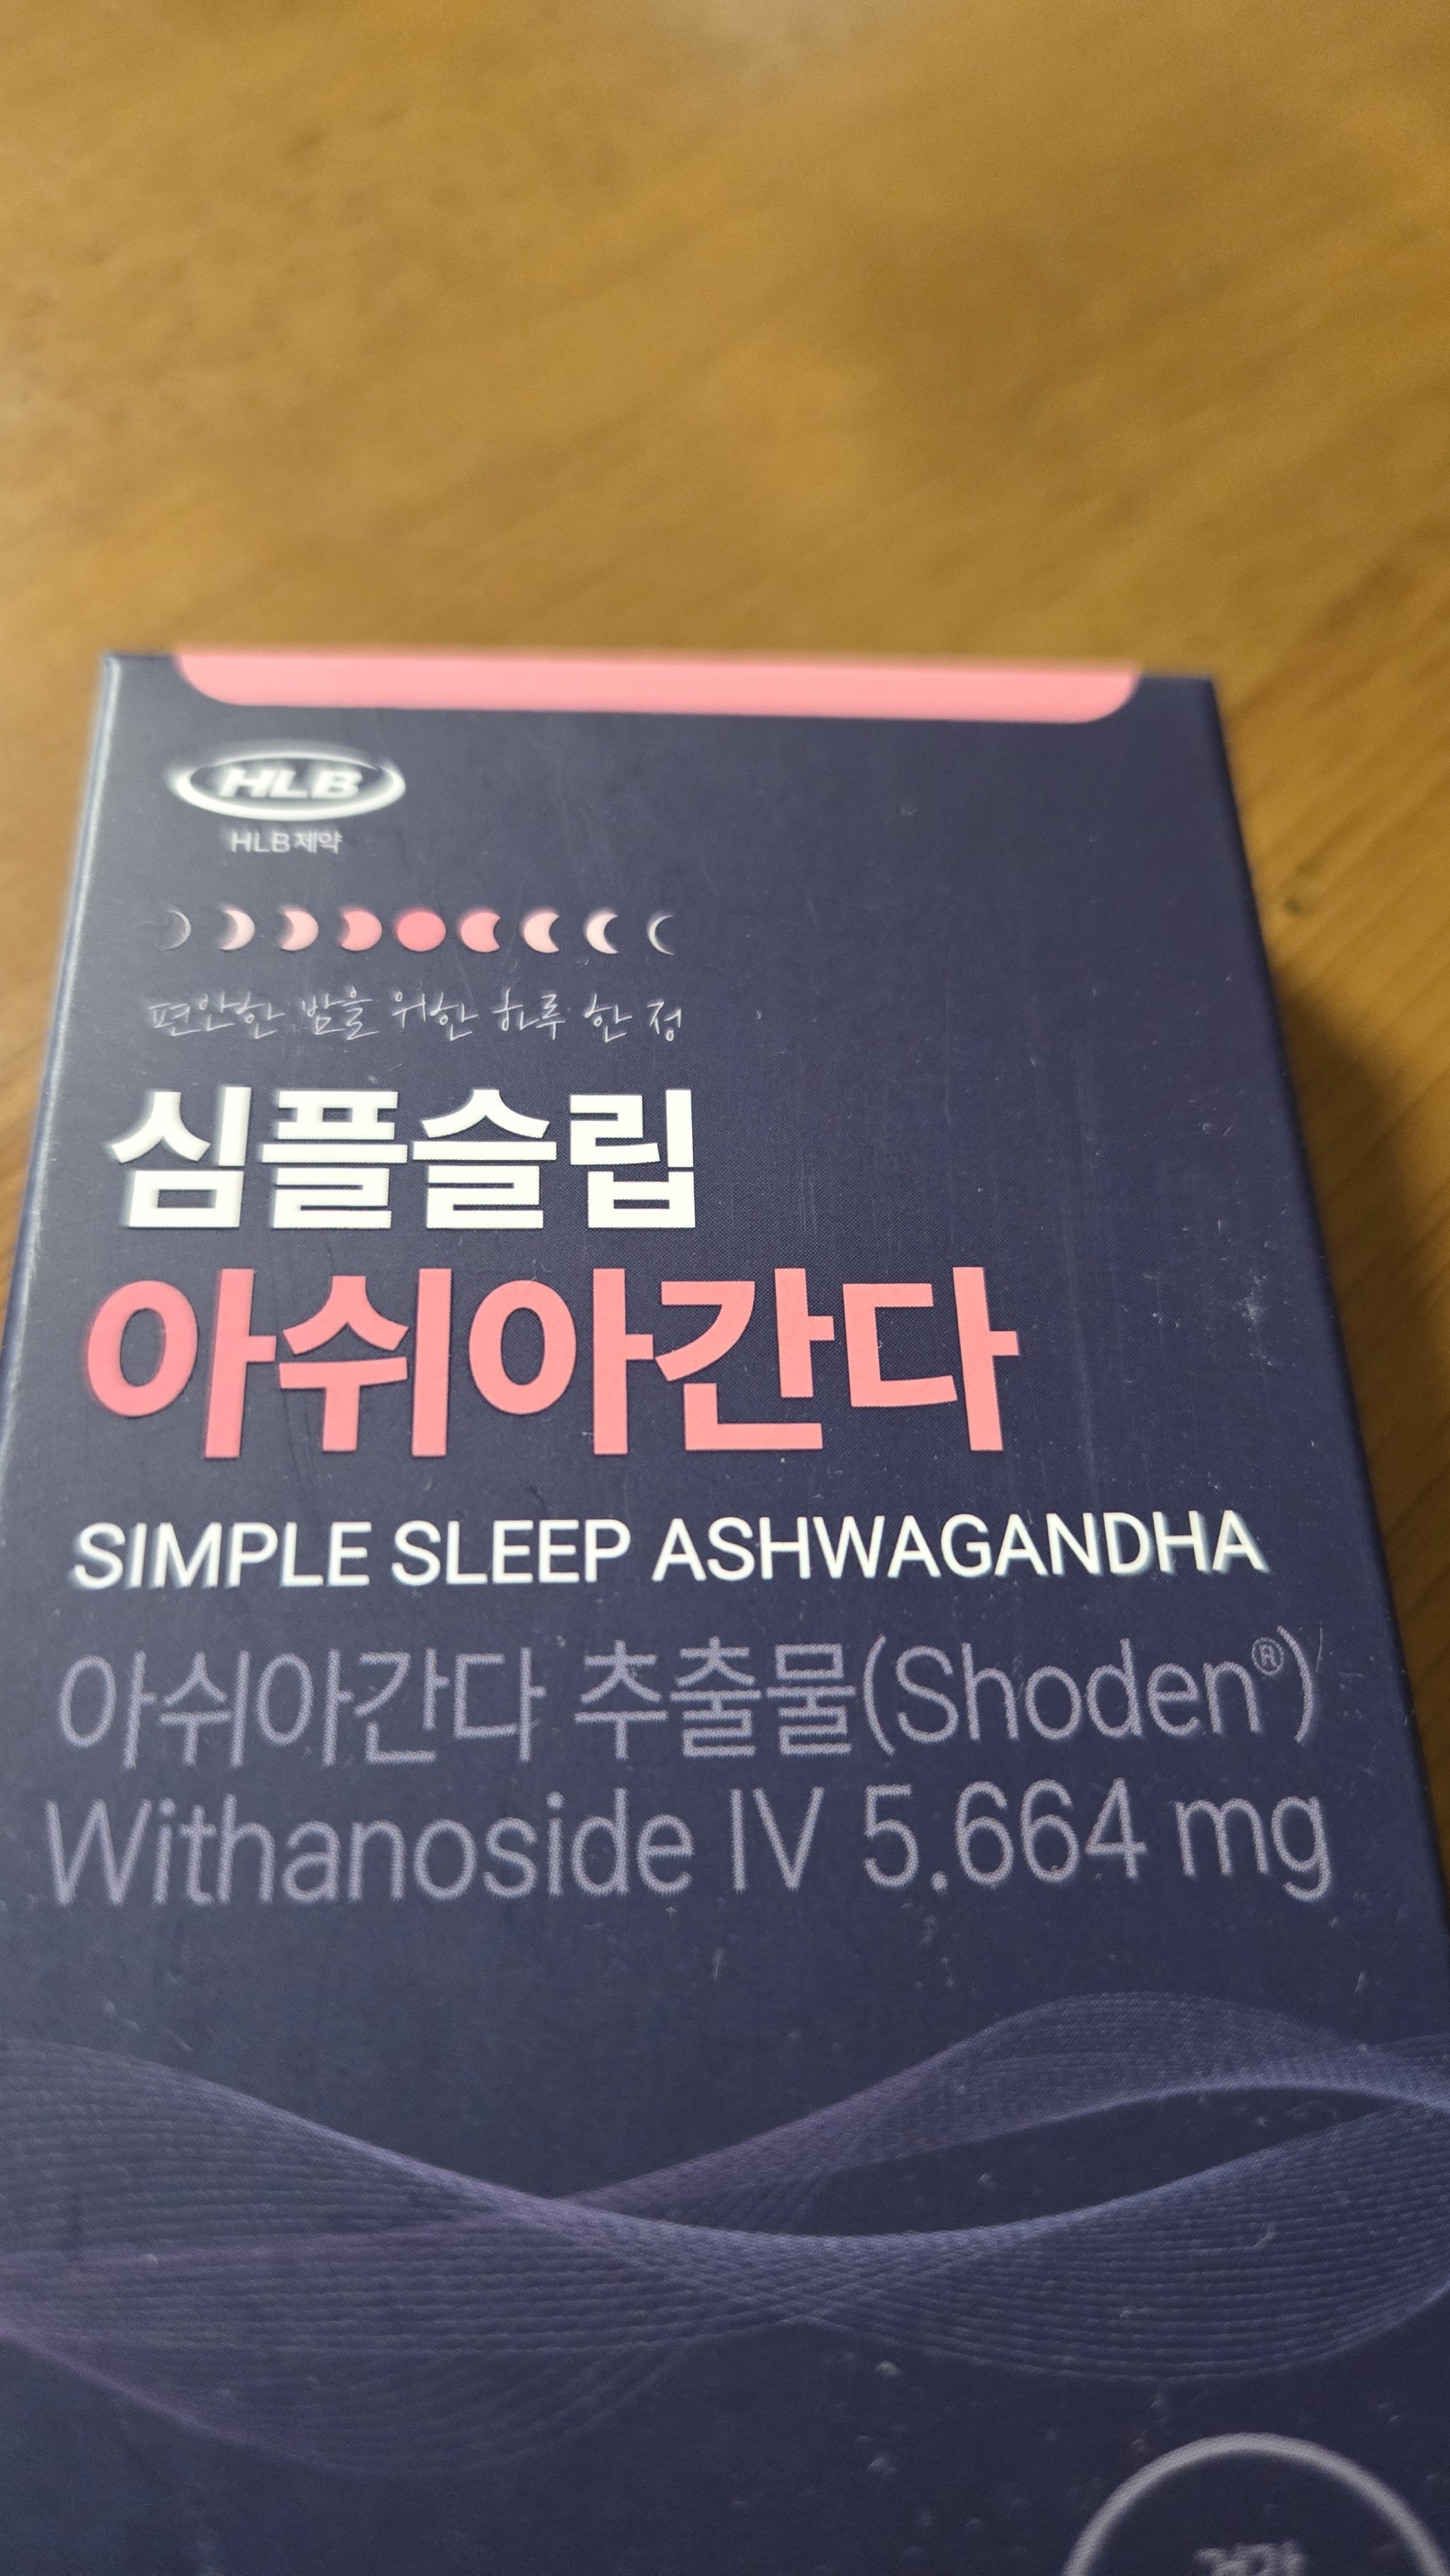 HLB
HLB제약
편안한 밤을 위한 하루 한 정
심플슬립
아쉬아간다
SIMPLE SLEEP ASHWAGANDHA
아쉬아간다 추출물(Shoden®)
Withanoside IV 5.664 mg